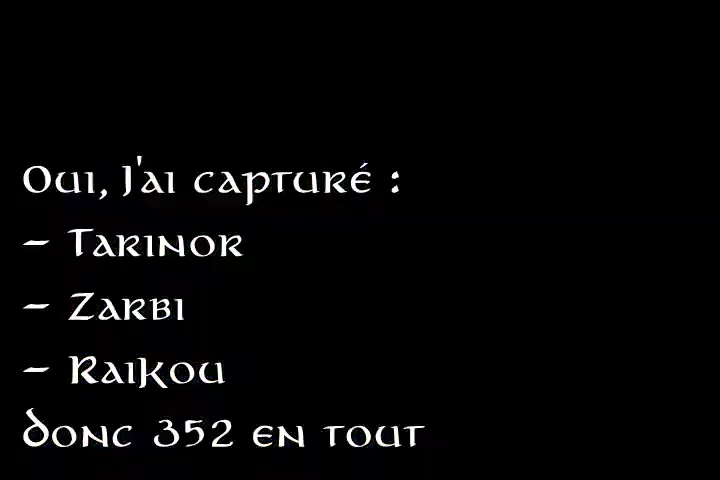 Oui, j'ai capturé :
- Tarinor
- Zarbi
- Raikou
donc 352 en tout